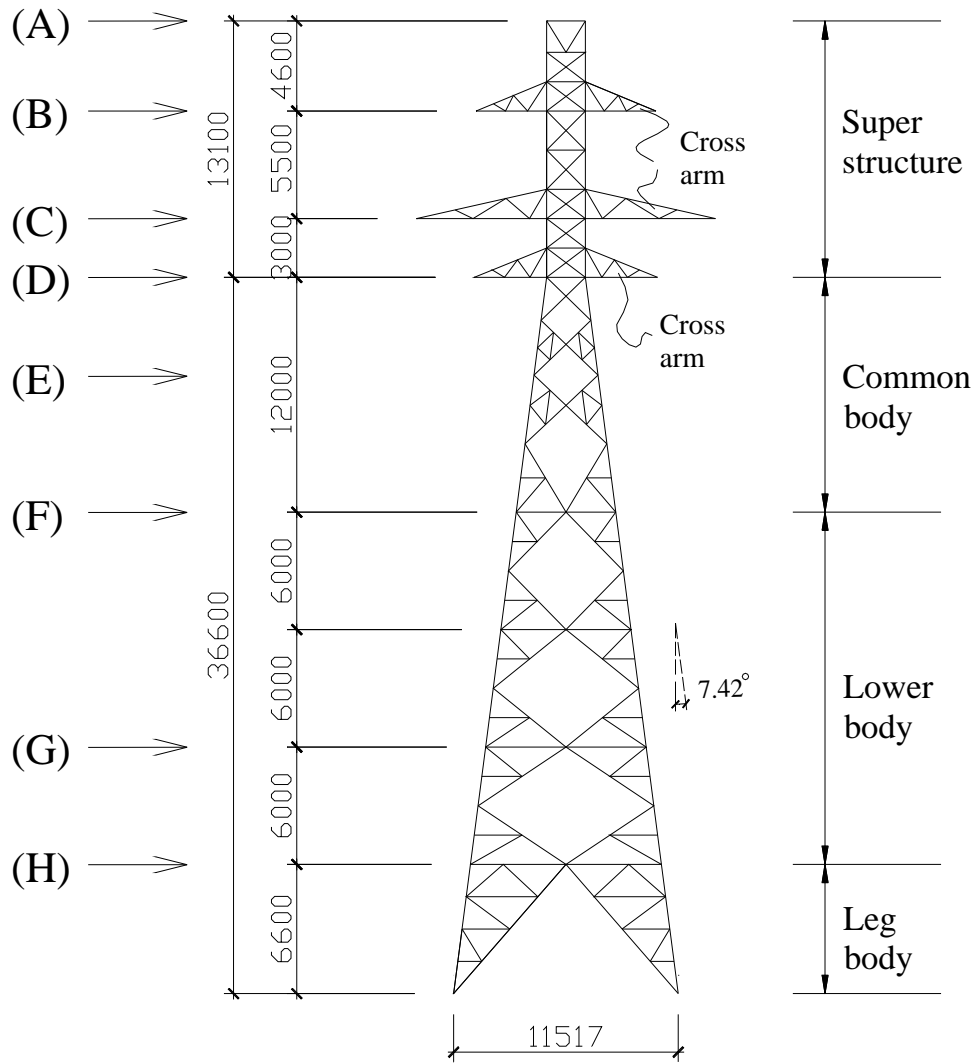 (A)
(B)
(C)
(D)
(E)
(F)
(G)
(H)
13100
36600
4600
5500
3000
12000
6000
6000
6000
6600
Cross
arm
Cross
arm
7.42°
11517
Super
structure
Common
body
Lower
body
Leg
body